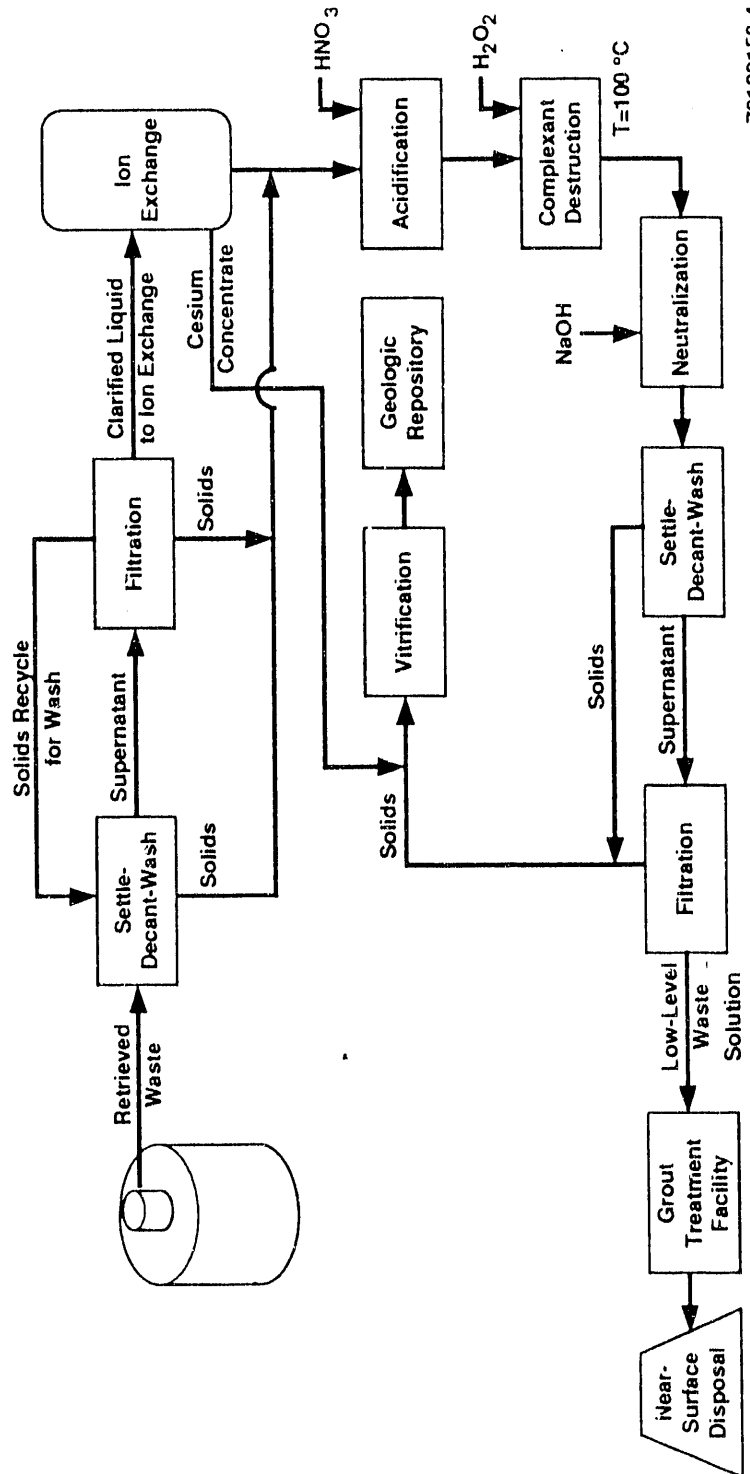 Retrieved
Waste
Settle-
Decant-Wash
Solids Recycle
for Wash
Supernatant
Solids
Filtration
Solids
Clarified Liquid
to Ion Exchange
Ion
Exchange
Cesium
Concentrate
HNO3
Acidification
H2O2
Complexant
Destruction
T=100 °C
NaOH
Neutralization
Settle-
Decant-Wash
Solids
Supernatant
Filtration
Solids
Vitrification
Geologic
Repository
Low-Level
Waste
Solution
Grout
Treatment
Facility
Near-
Surface
Disposal